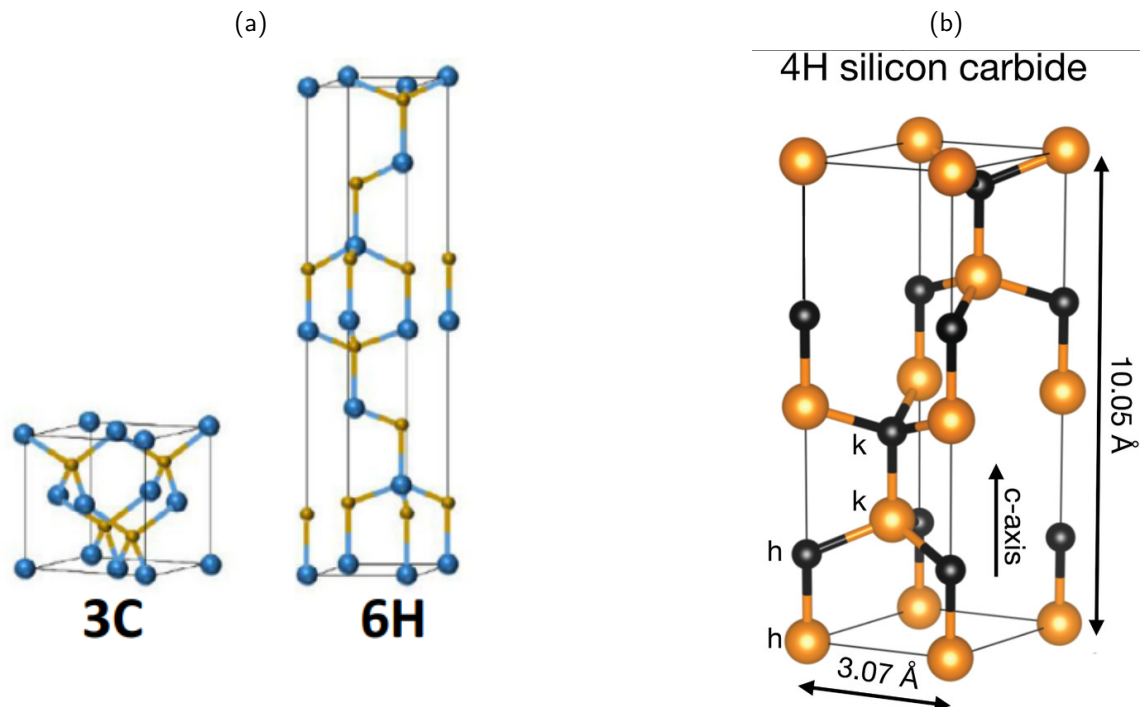 (a)
(b)
3C
6H
4H silicon carbide
k
k
h
h
c-axis
10.05 Å
3.07 Å